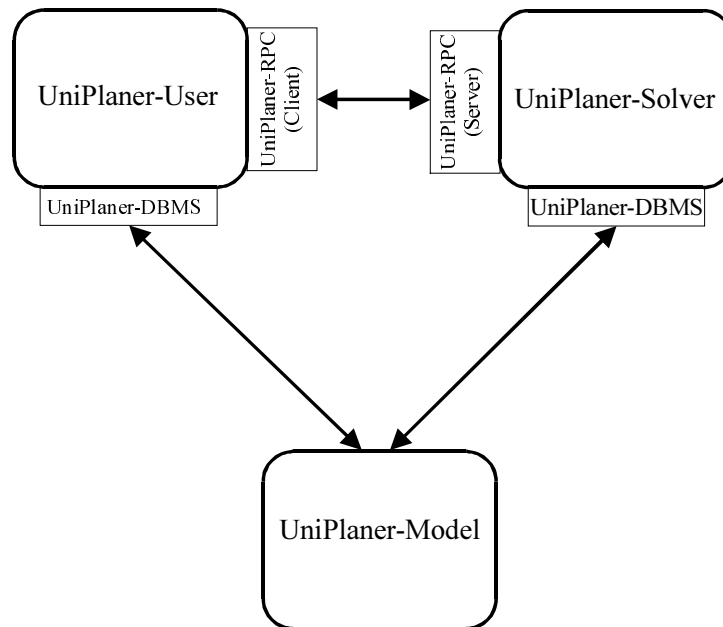 UniPlaner-User
UniPlaner-RPC
(Client)
UniPlaner-RPC
(Server)
UniPlaner-Solver
UniPlaner-DBMS
UniPlaner-DBMS
UniPlaner-Model